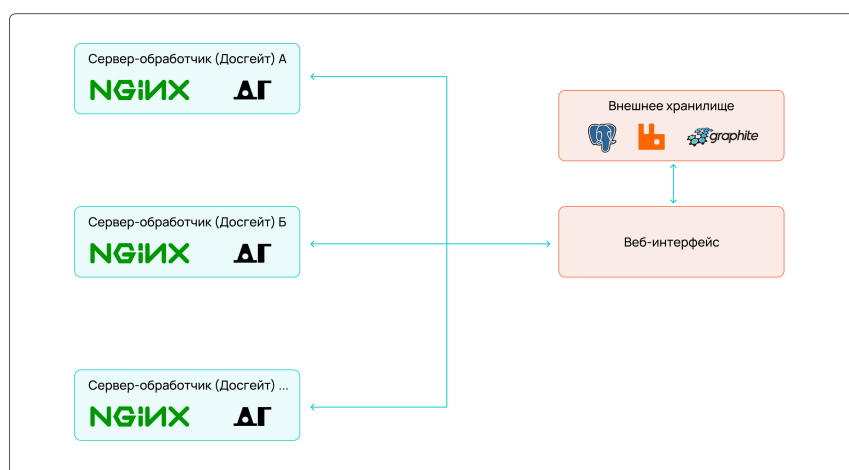 Сервер-обработчик (Досгейт) А
NGiNX ДГ
Внешнее хранилище
graphite
Сервер-обработчик (Досгейт) Б
NGiNX ДГ
Веб-интерфейс
Сервер-обработчик (Досгейт) ...
NGiNX ДГ